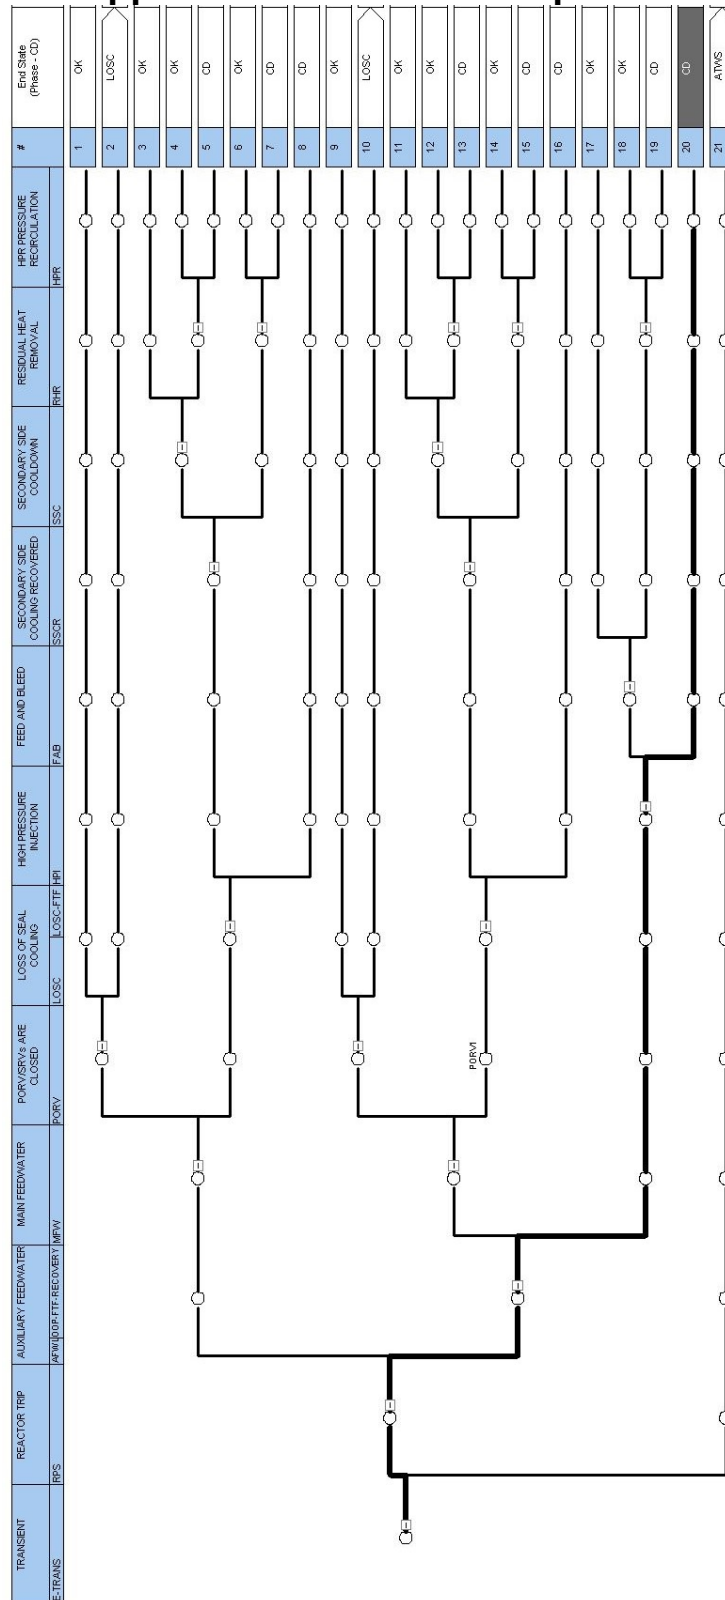 TRANSIENT
E-TRANS
REACTOR TRIP
RPS
AUXILIARY FEEDWATER
AFW
LOOP-FTF-RECOVERY
MAIN FEEDWATER
MFW
PORV/SRVs ARE
CLOSED
PORV
LOSS OF SEAL
COOLING
LOSC
LOSC-FTF
HIGH PRESSURE
INJECTION
HPI
FEED AND BLEED
FAB
SECONDARY SIDE
COOLING RECOVERED
SSCR
SECONDARY SIDE
COOLDOWN
SSC
RESIDUAL HEAT
REMOVAL
RHR
HPR PRESSURE
RECIRCULATION
HPR
#
End State
(Phase - CD)
1 OK
2 LOSC
3 OK
4 OK
5 CD
6 OK
7 CD
8 CD
9 OK
10 LOSC
11 OK
12 OK
13 CD
14 OK
15 CD
16 CD
17 OK
18 OK
19 CD
20 CD
21 ATWS
PORV1